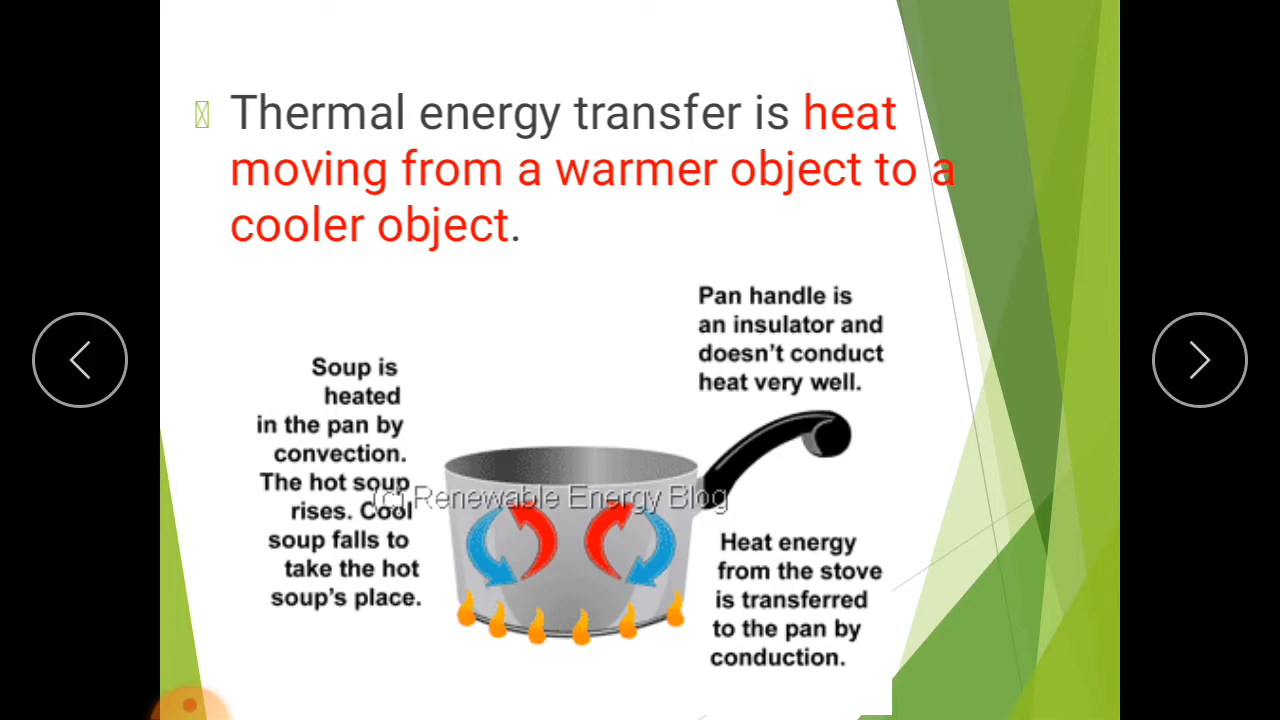 Thermal energy transfer is heat
moving from a warmer object to a
cooler object.
Pan handle is
an insulator and
doesn't conduct
heat very well.
Soup is
heated
in the pan by
convection.
The hot soup
rises. Cool
soup falls to
take the hot
soup's place.
(c) Renewable Energy Blog
Heat energy
from the stove
is transferred
to the pan by
conduction.